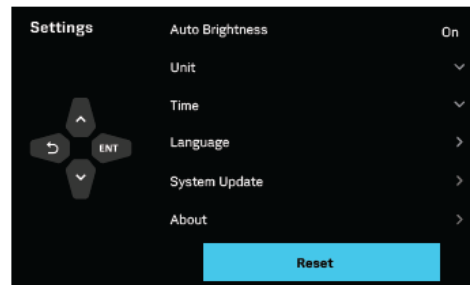 Settings
Auto Brightness On
Unit
Time
Language
System Update
About
ENT
Reset